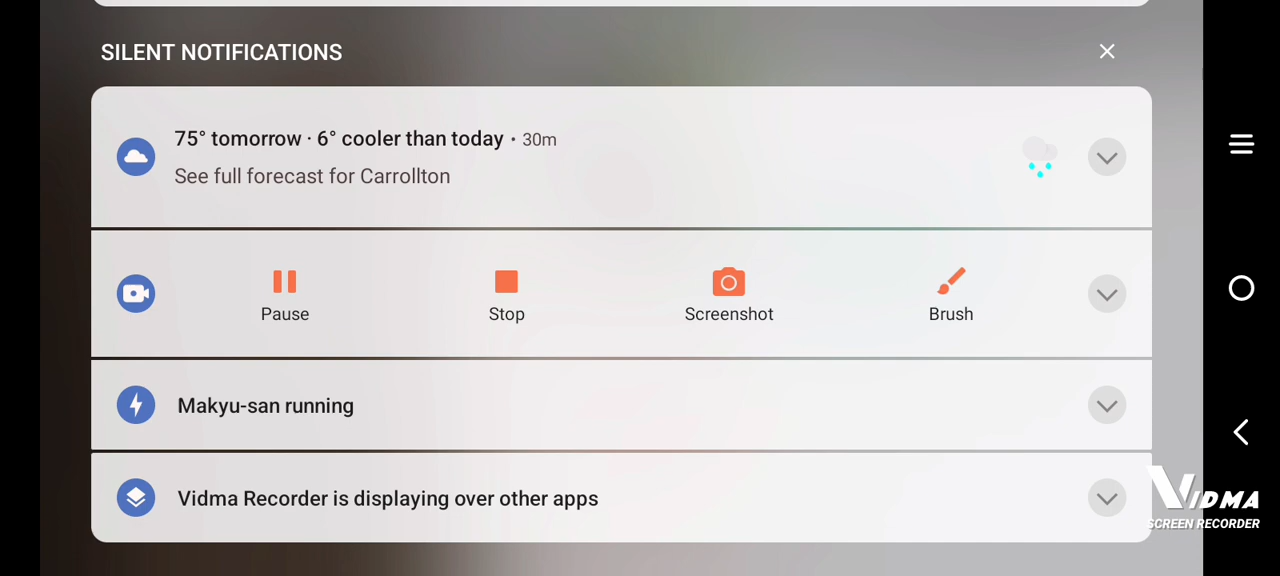 SILENT NOTIFICATIONS
75° tomorrow · 6° cooler than today • 30m
See full forecast for Carrollton
Pause Stop Screenshot Brush
Makyu-san running
Vidma Recorder is displaying over other apps
VIDMA
SCREEN RECORDER